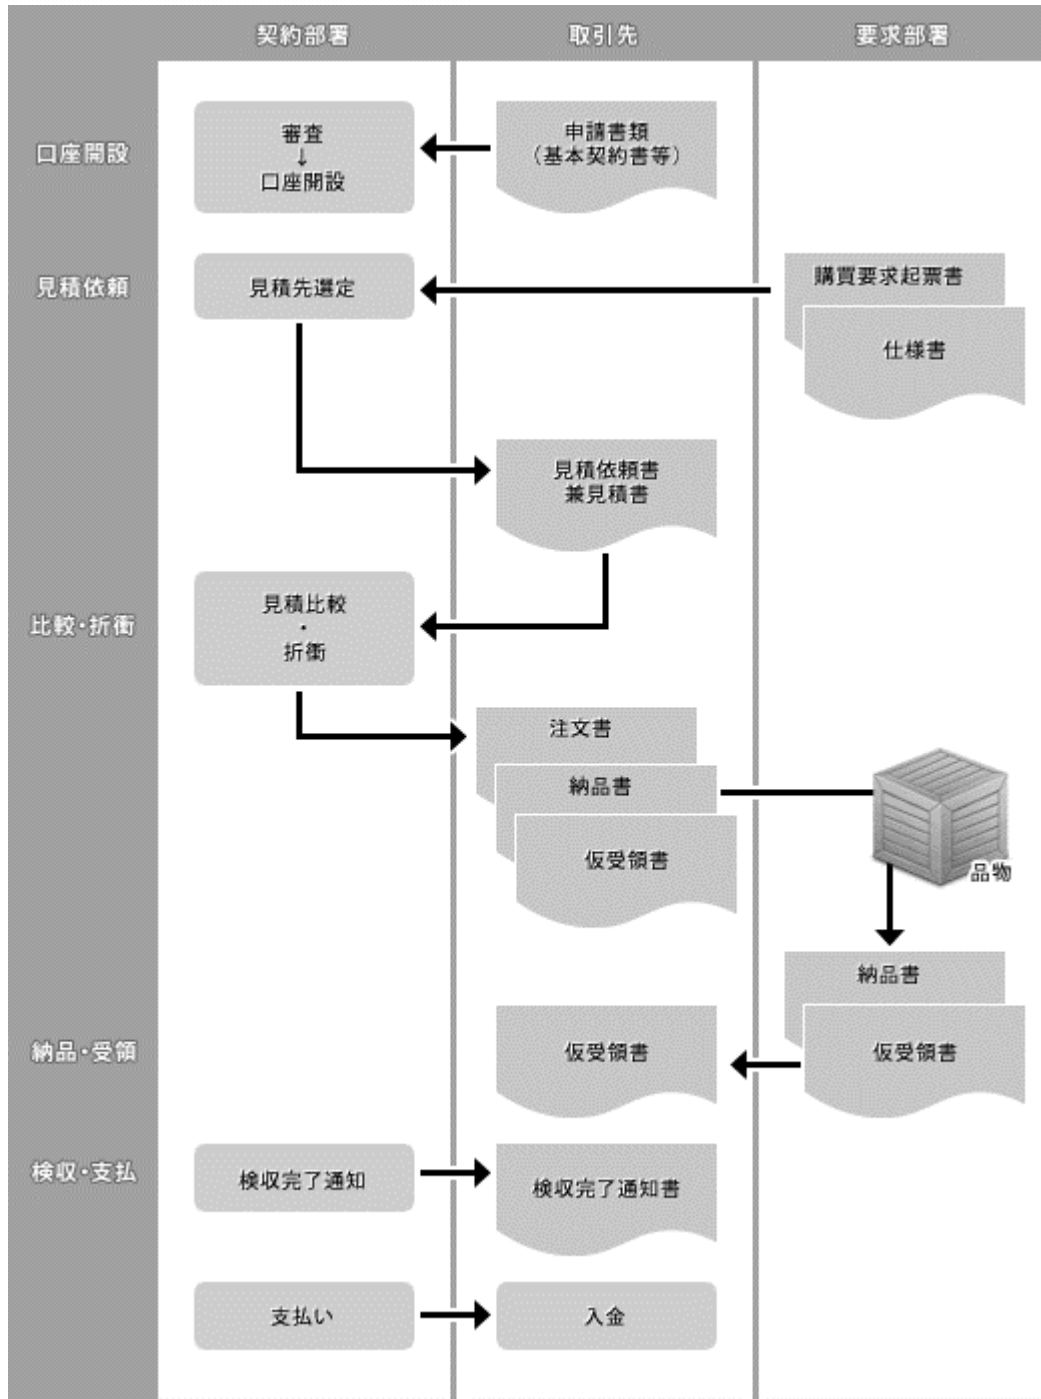 契約部署
取引先
要求部署
口座開設
審査
↓
口座開設
申請書類
（基本契約書等）
見積依頼
見積先選定
購買要求起票書
仕様書
見積依頼書
兼見積書
比較・折衝
見積比較
・
折衝
注文書
納品書
仮受領書
品物
納品書
仮受領書
納品・受領
仮受領書
検収・支払
検収完了通知
検収完了通知書
支払い
入金